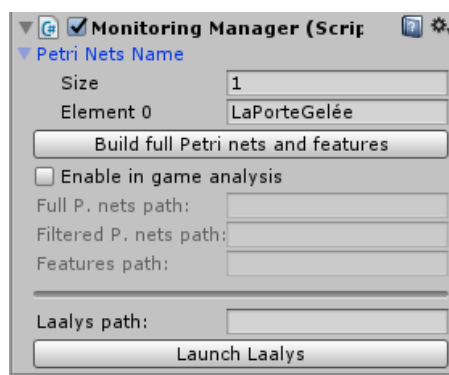 Monitoring Manager (Scrip
Petri Nets Name
Size 1
Element 0 LaPorteGelée
Build full Petri nets and features
Enable in game analysis
Full P. nets path:
Filtered P. nets path:
Features path:
Laalys path:
Launch Laalys